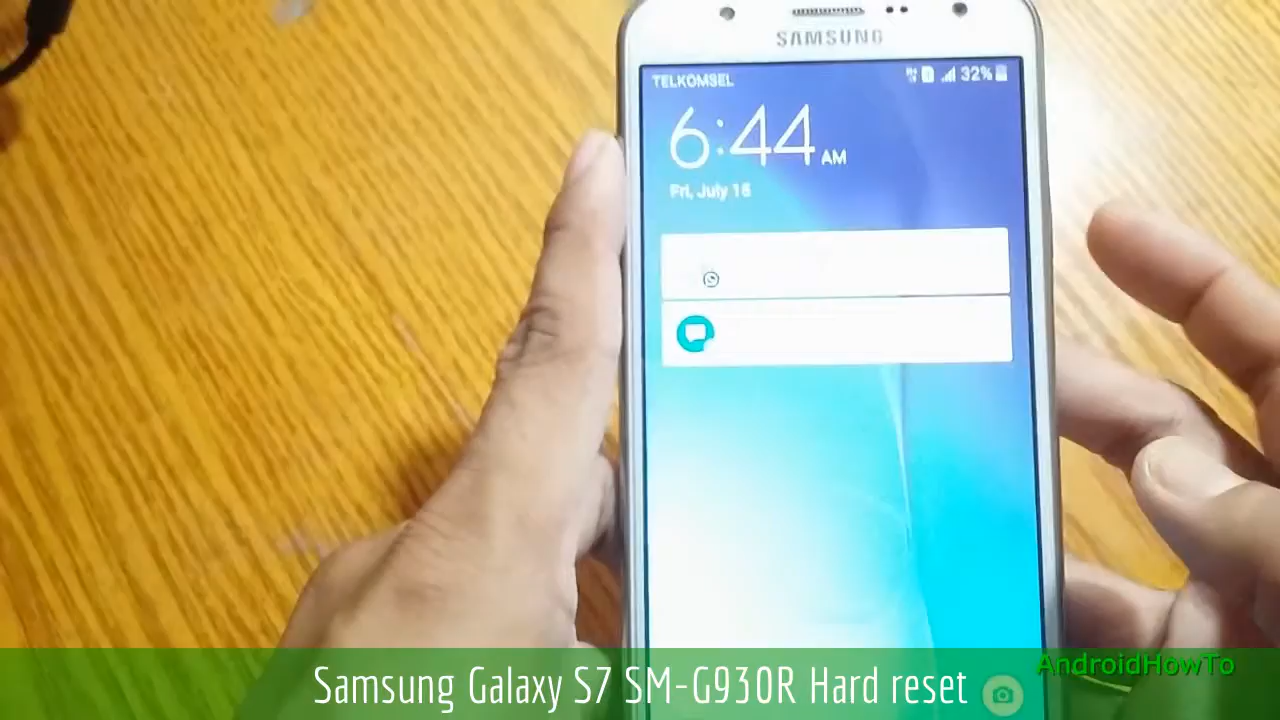 SAMSUNG
TELKOMSEL
32%
6:44 AM
Fri, July 15
AndroidHowTo
Samsung Galaxy S7 SM-G930R Hard reset